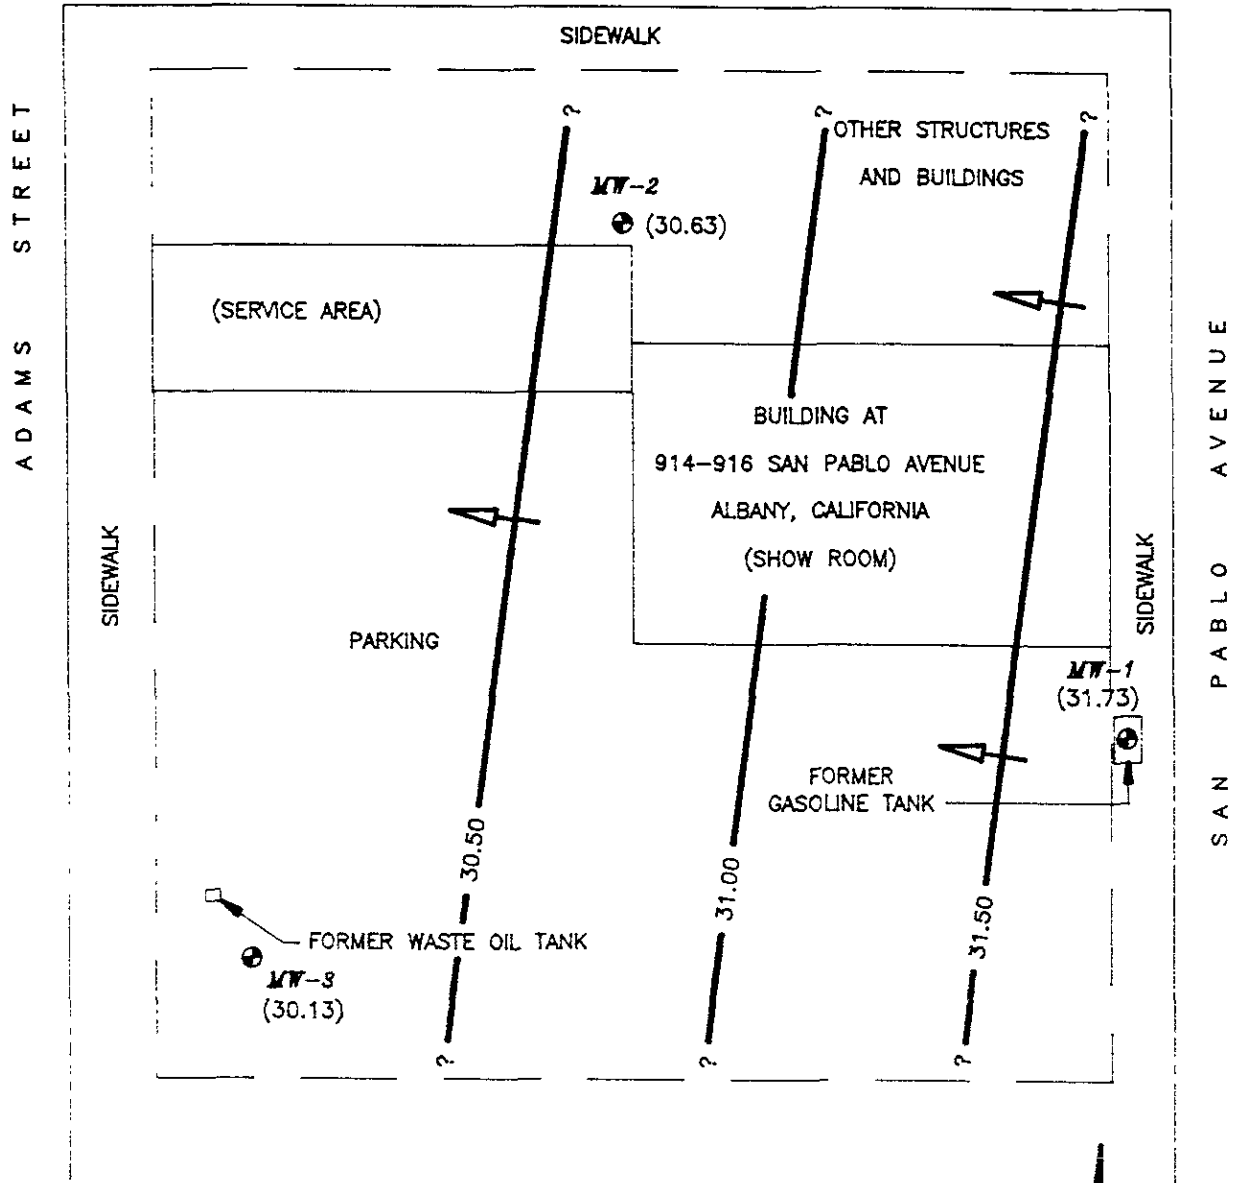 SIDEWALK
ADAMS STREET
?
?
?
OTHER STRUCTURES
AND BUILDINGS
MW-2
(30.63)
(SERVICE AREA)
BUILDING AT
914-916 SAN PABLO AVENUE
ALBANY, CALIFORNIA
(SHOW ROOM)
SIDEWALK
SIDEWALK
SAN PABLO AVENUE
PARKING
MW-1
(31.73)
FORMER
GASOLINE TANK
30.50
31.00
31.50
FORMER WASTE OIL TANK
MW-3
(30.13)
?
?
?